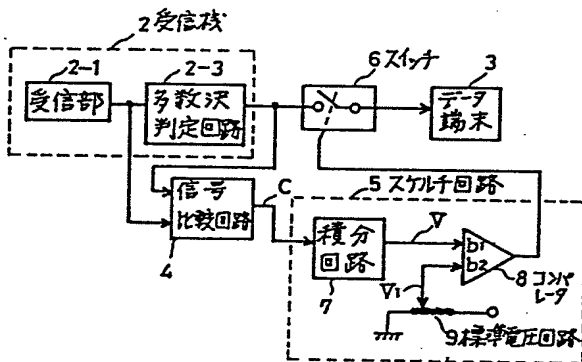 2受信機
2-1
受信部
2-3
多数決
判定回路
6スイッチ
3
データ
端末
信号
比較回路
4
C
5スケルチ回路
積分
回路
7
V
b1
b2
V1
8コンパ
レータ
9標準電圧回路